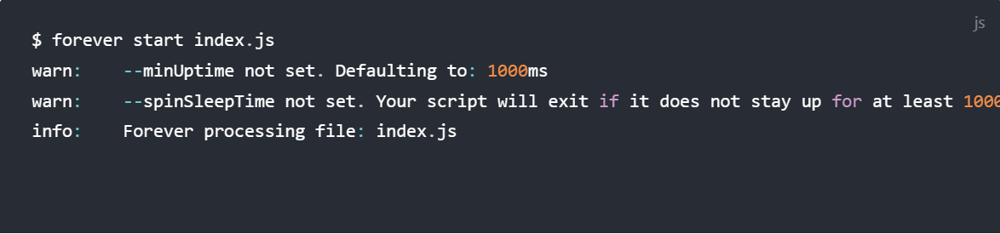 js
$ forever start index.js
warn:    --minUptime not set. Defaulting to: 1000ms
warn:    --spinSleepTime not set. Your script will exit if it does not stay up for at least 1000
info:    Forever processing file: index.js